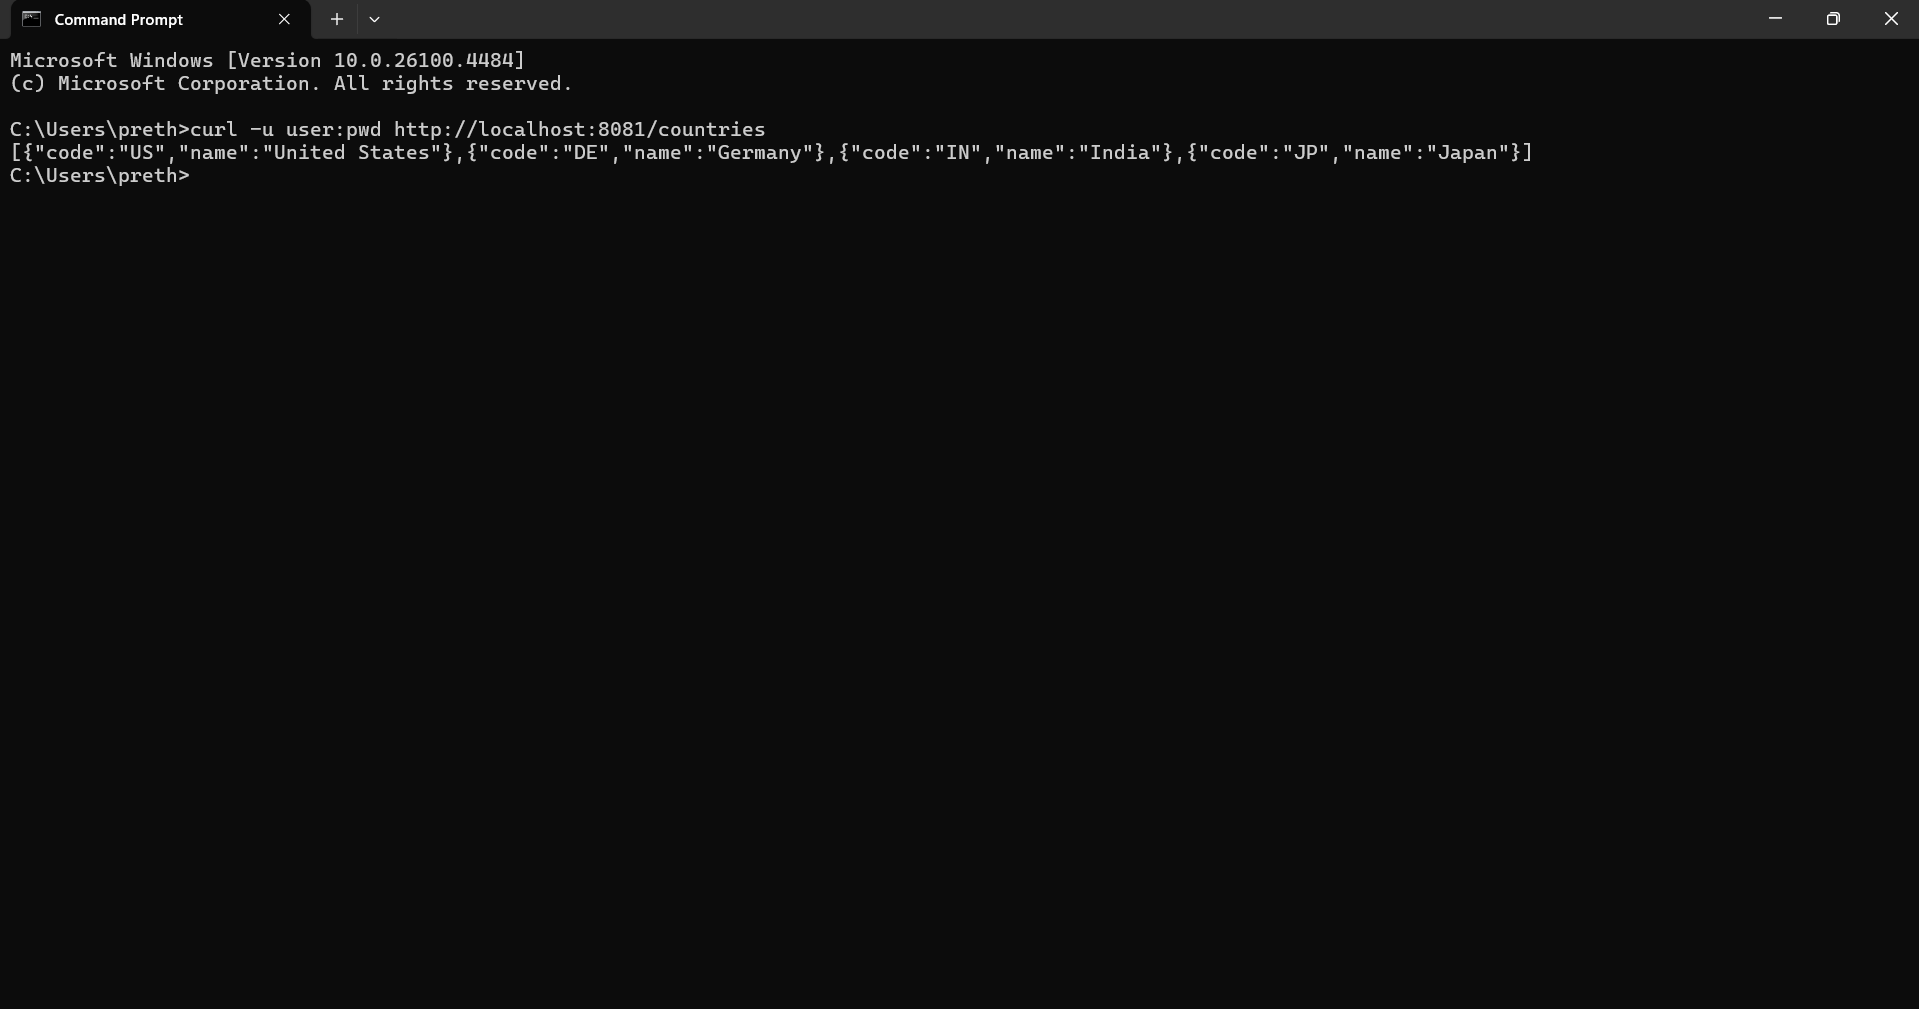 Command Prompt
Microsoft Windows [Version 10.0.26100.4484]
(c) Microsoft Corporation. All rights reserved.
C:\Users\preth>curl -u user:pwd http://localhost:8081/countries
[{"code":"US","name":"United States"},{"code":"DE","name":"Germany"},{"code":"IN","name":"India"},{"code":"JP","name":"Japan"}]
C:\Users\preth>